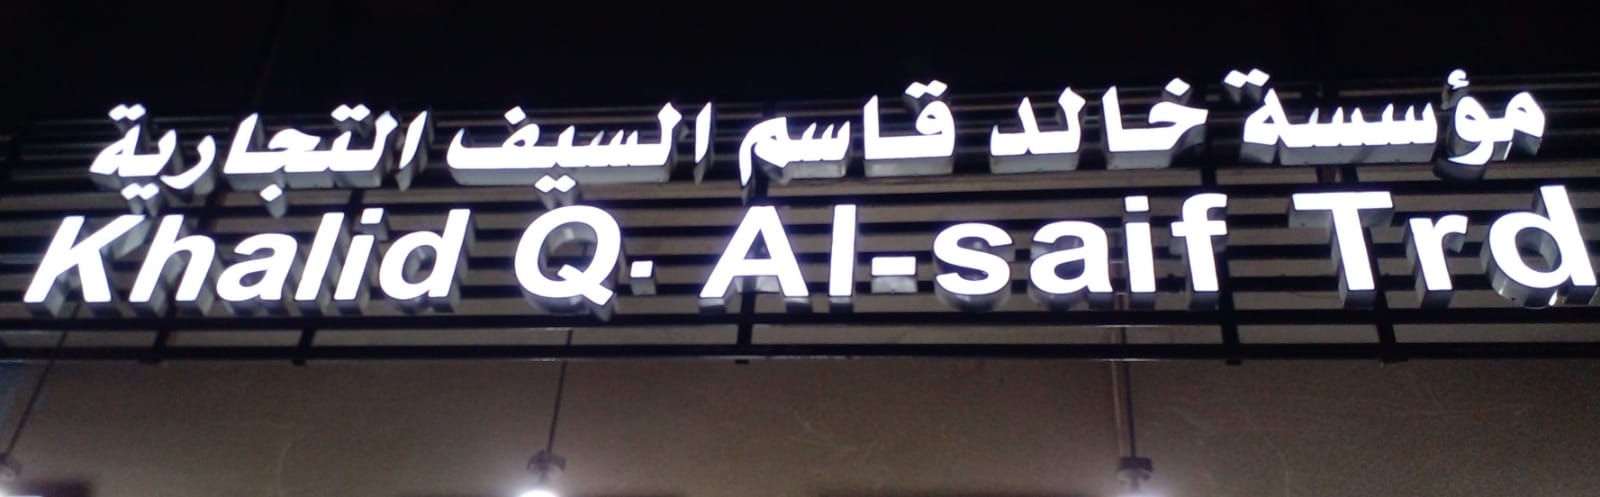 مؤسسة خالد قاسم السيف التجارية
Khalid Q. Al-saif Trd